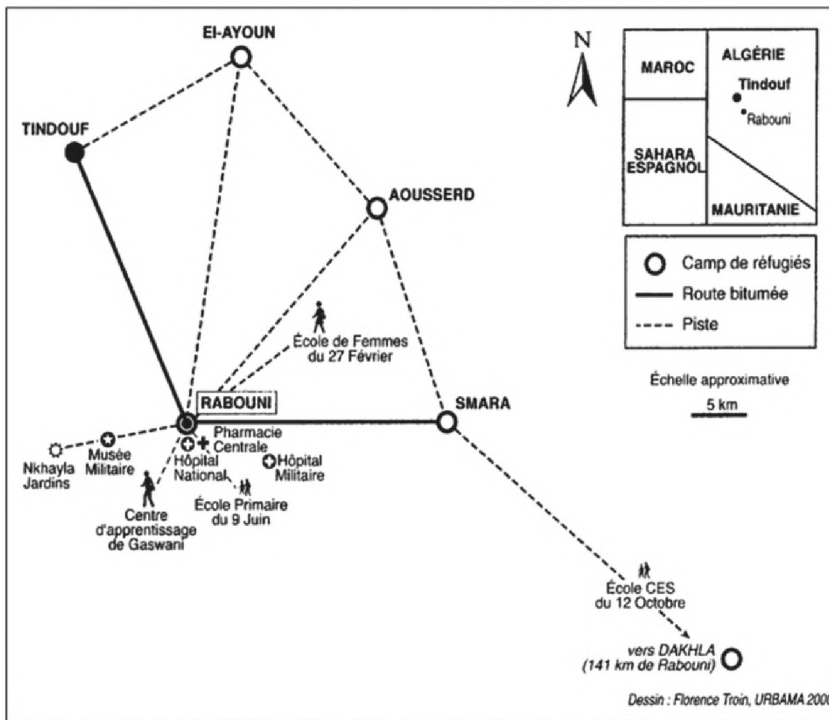 El-AYOUN
TINDOUF
AOUSSERD
École de Femmes
du 27 Février
RABOUNI
SMARA
Pharmacie
Centrale
Hôpital
National
Hôpital
Militaire
Musée
Militaire
Nkhayla
Jardins
École Primaire
du 9 Juin
Centre
d'apprentissage
de Gaswani
École CES
du 12 Octobre
vers DAKHLA
(141 km de Rabouni)
N
MAROC
ALGÉRIE
Tindouf
Rabouni
SAHARA
ESPAGNOL
MAURITANIE
Camp de réfugiés
Route bitumée
Piste
Échelle approximative
5 km
Dessin : Florence Troin, URBAMA